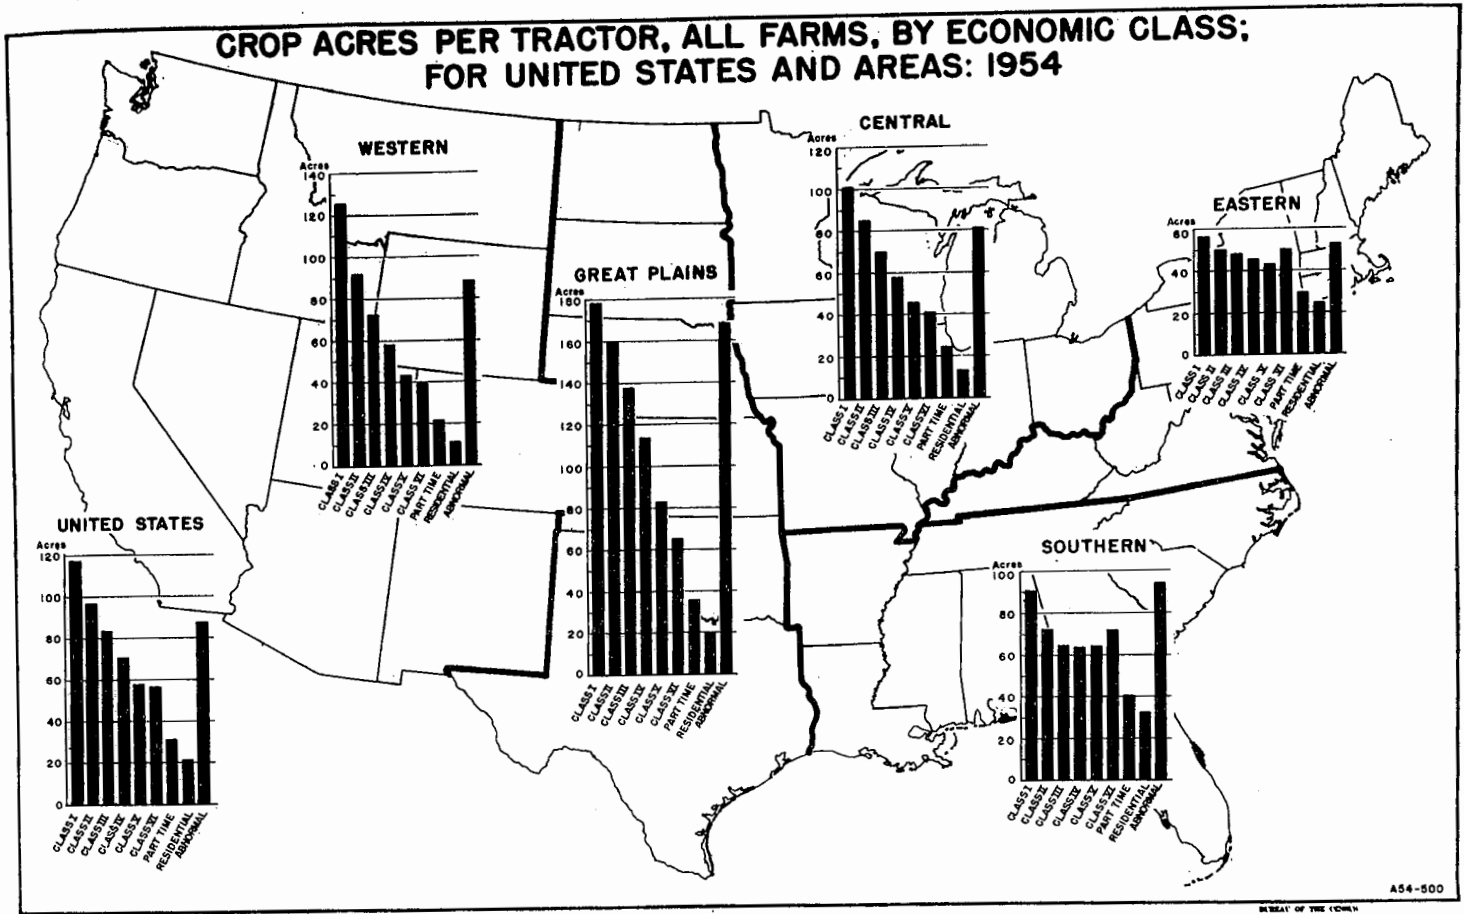 CROP ACRES PER TRACTOR, ALL FARMS, BY ECONOMIC CLASS;
FOR UNITED STATES AND AREAS: 1954
WESTERN
Acres
140
120
100
80
60
40
20
0
CLASS I
CLASS II
CLASS III
CLASS IV
CLASS V
CLASS VI
PART TIME
RESIDENTIAL
ABNORMAL
GREAT PLAINS
Acres
180
160
140
120
100
80
60
40
20
0
CLASS I
CLASS II
CLASS III
CLASS IV
CLASS V
CLASS VI
PART TIME
RESIDENTIAL
ABNORMAL
CENTRAL
Acres
120
100
80
60
40
20
0
CLASS I
CLASS II
CLASS III
CLASS IV
CLASS V
CLASS VI
PART TIME
RESIDENTIAL
ABNORMAL
EASTERN
Acres
60
40
20
0
CLASS I
CLASS II
CLASS III
CLASS IV
CLASS V
CLASS VI
PART TIME
RESIDENTIAL
ABNORMAL
UNITED STATES
Acres
120
100
80
60
40
20
0
CLASS I
CLASS II
CLASS III
CLASS IV
CLASS V
CLASS VI
PART TIME
RESIDENTIAL
ABNORMAL
SOUTHERN
Acres
100
80
60
40
20
0
CLASS I
CLASS II
CLASS III
CLASS IV
CLASS V
CLASS VI
PART TIME
RESIDENTIAL
ABNORMAL
A54-500
BUREAU OF THE CENSUS